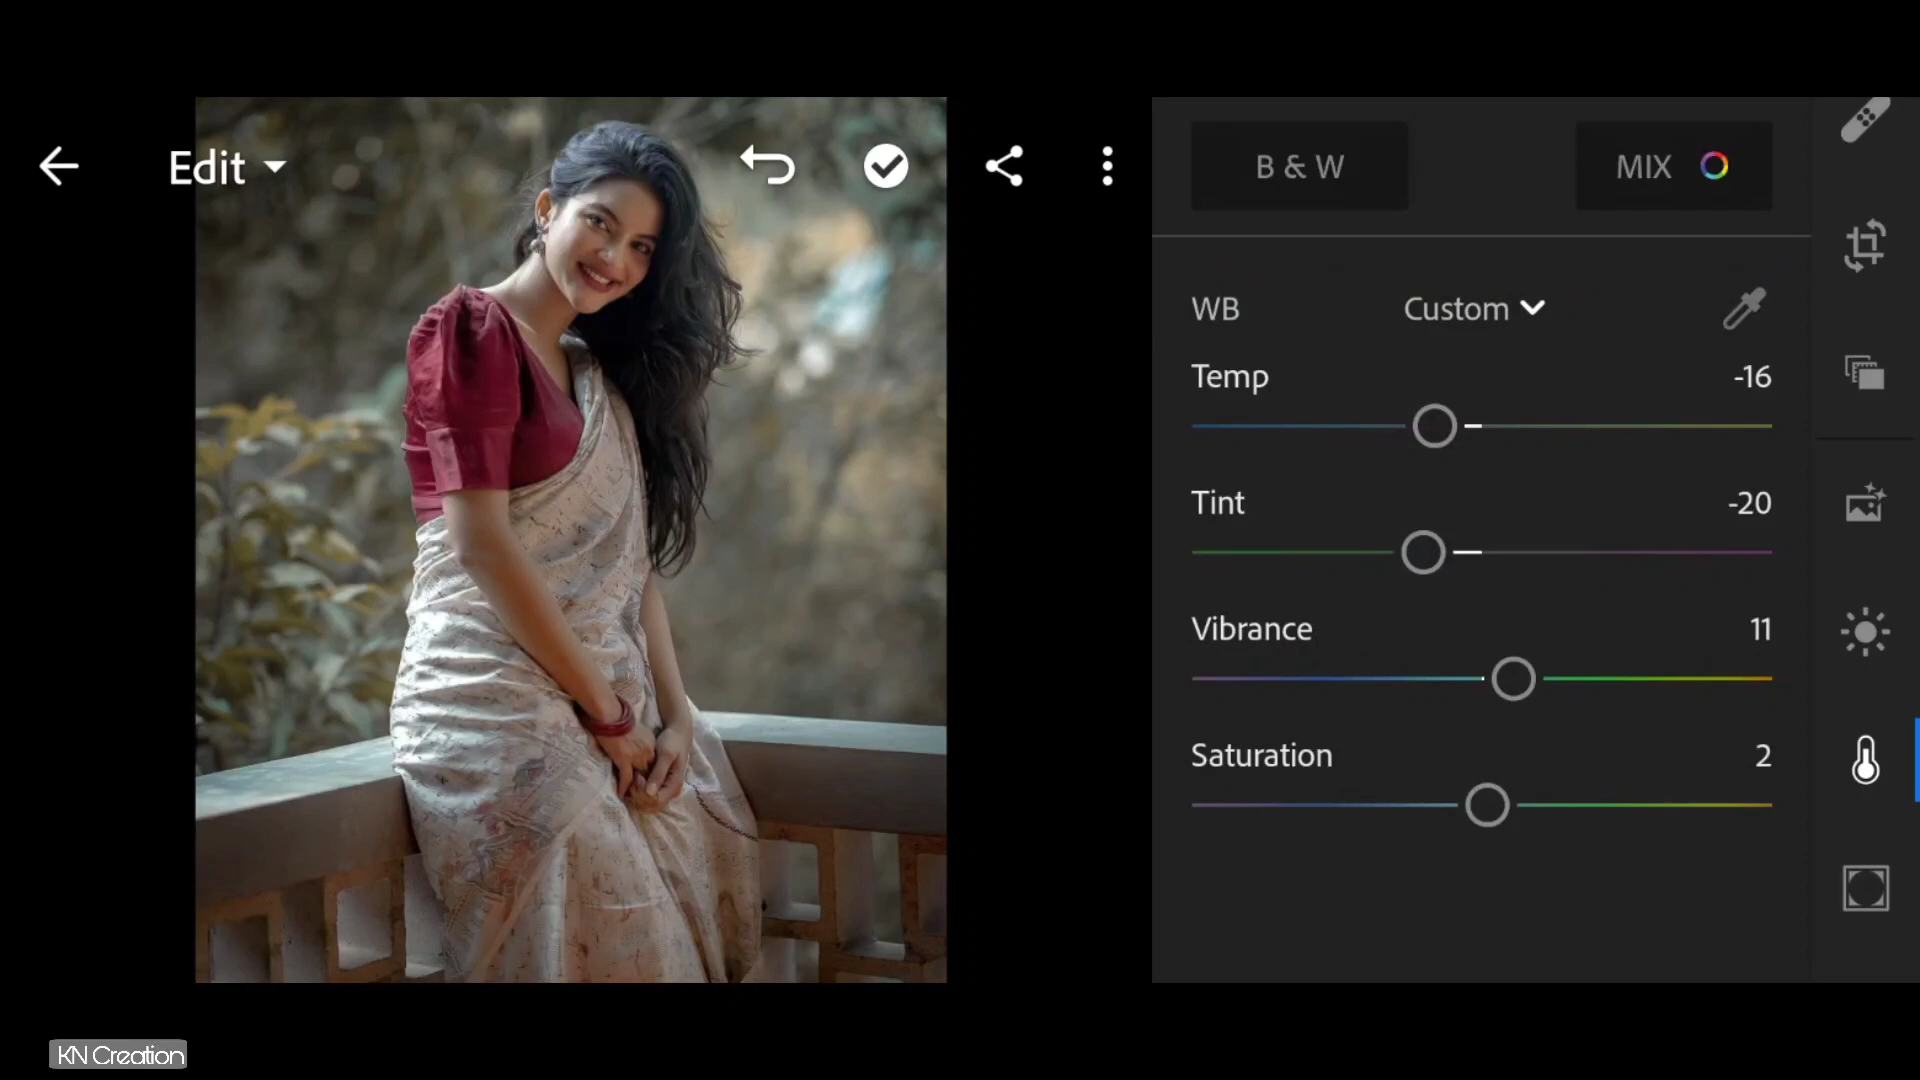 Edit
B & W
MIX
WB
Custom
Temp
-16
Tint
-20
Vibrance
11
Saturation
2
KN Creation